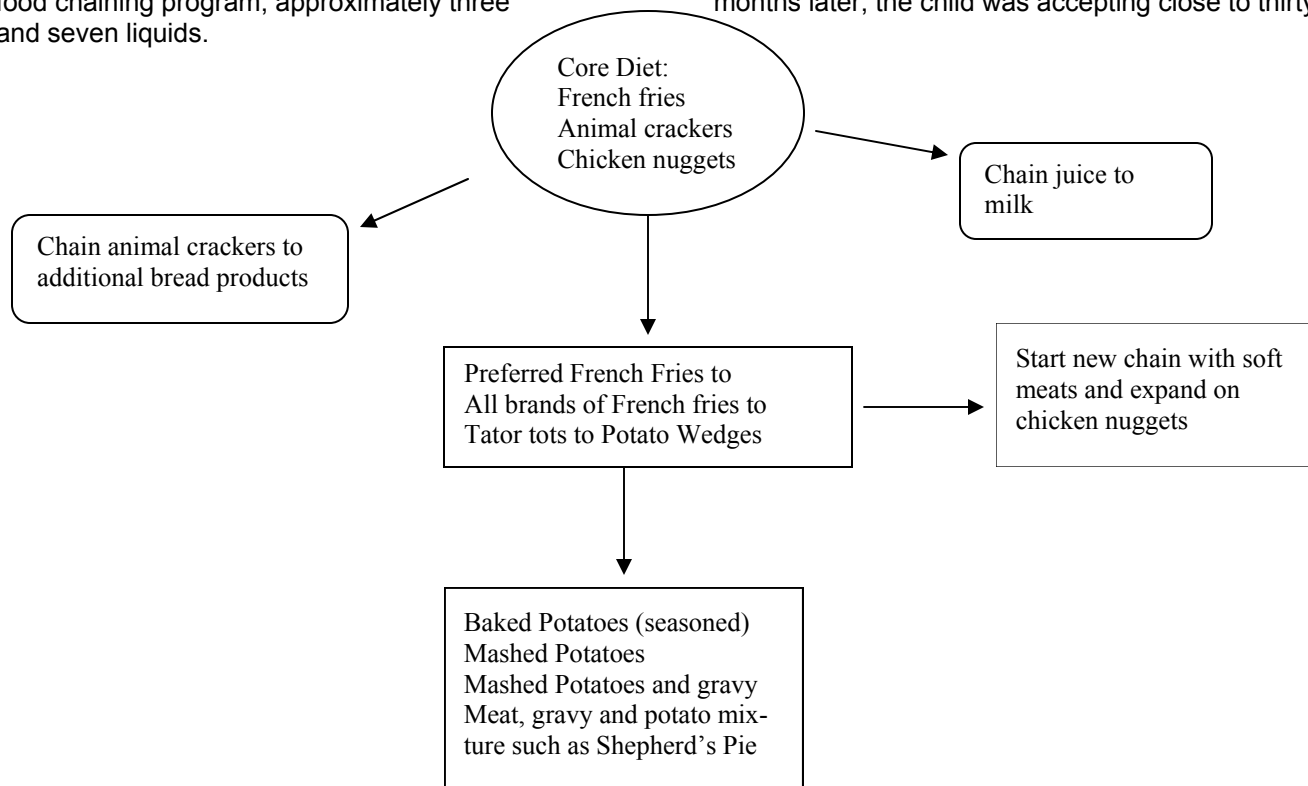 food chaining program, approximately three
and seven liquids.
months later, the child was accepting close to thirty
Core Diet:
French fries
Animal crackers
Chicken nuggets
Chain juice to
milk
Chain animal crackers to
additional bread products
Preferred French Fries to
All brands of French fries to
Tator tots to Potato Wedges
Start new chain with soft
meats and expand on
chicken nuggets
Baked Potatoes (seasoned)
Mashed Potatoes
Mashed Potatoes and gravy
Meat, gravy and potato mix-
ture such as Shepherd’s Pie